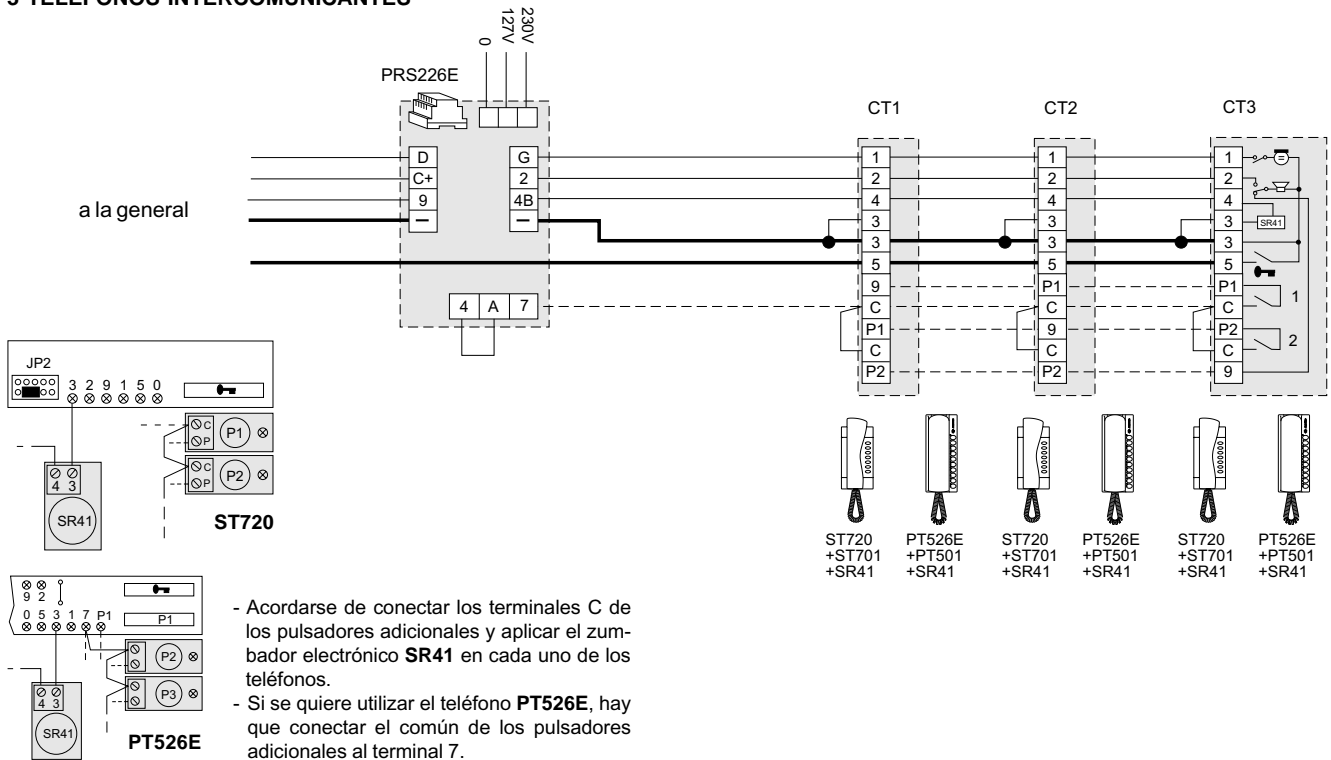 3 TELEFONOS INTERCOMUNICANTES
0
127V
230V
PRS226E
CT1
CT2
CT3
D
C+
9
–
G
2
4B
–
4 A 7
a la general
1
2
4
3
3
5
9
C
P1
C
P2
1
2
4
3
3
5
P1
C
9
C
P2
1
2
4
3
3
5
P1
C
P2
C
9
SR41
1
2
JP2
3 2 9 1 5 0
C
P
P1
C
P
P2
4 3
SR41
ST720
ST720
+ST701
+SR41
PT526E
+PT501
+SR41
ST720
+ST701
+SR41
PT526E
+PT501
+SR41
ST720
+ST701
+SR41
PT526E
+PT501
+SR41
9 2
0 5 3 1 7 P1
P1
P2
P3
4 3
SR41
PT526E
- Acordarse de conectar los terminales C de
los pulsadores adicionales y aplicar el zum-
bador electrónico SR41 en cada uno de los
teléfonos.
- Si se quiere utilizar el teléfono PT526E, hay
que conectar el común de los pulsadores
adicionales al terminal 7.